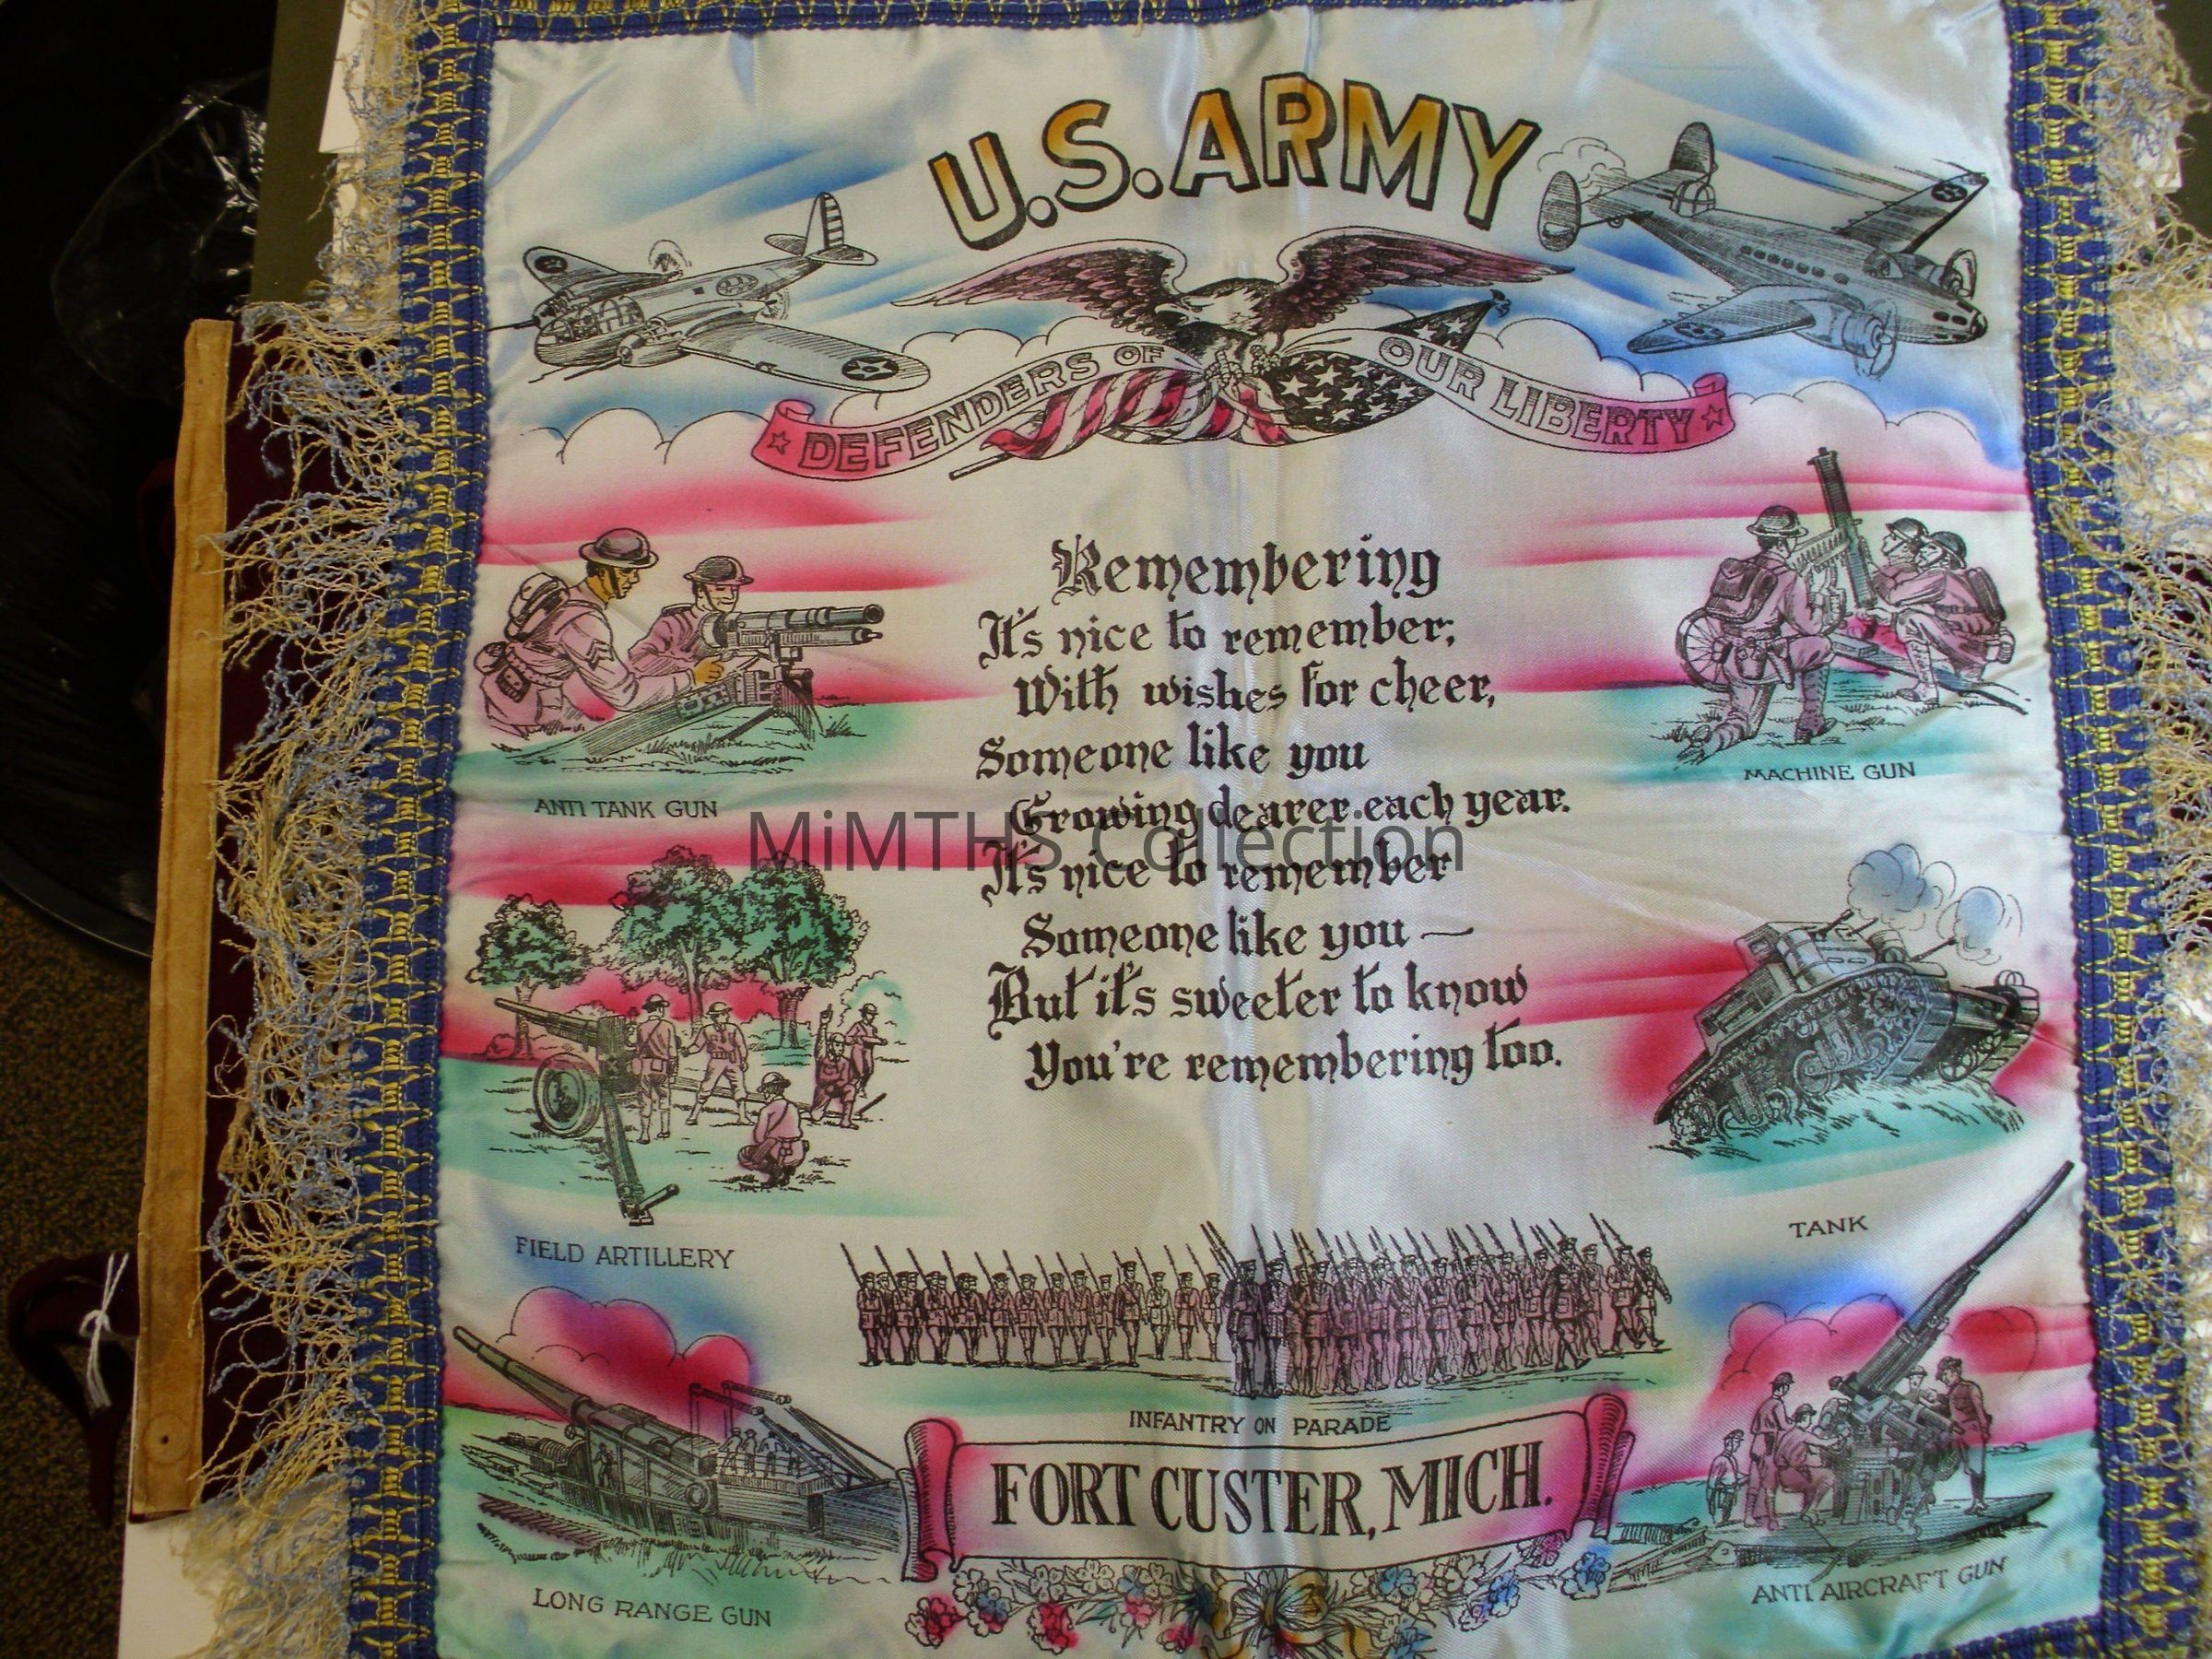 U.S. ARMY
DEFENDERS OF OUR LIBERTY
Remembering
It's nice to remember;
With wishes for cheer,
Someone like you
Growing dearer each year.
It's nice to remember
Someone like you —
But it's sweeter to know
You're remembering too.
ANTI TANK GUN
MACHINE GUN
MiMTHs Collection
FIELD ARTILLERY
TANK
INFANTRY ON PARADE
FORT CUSTER, MICH.
LONG RANGE GUN
ANTI AIRCRAFT GUN